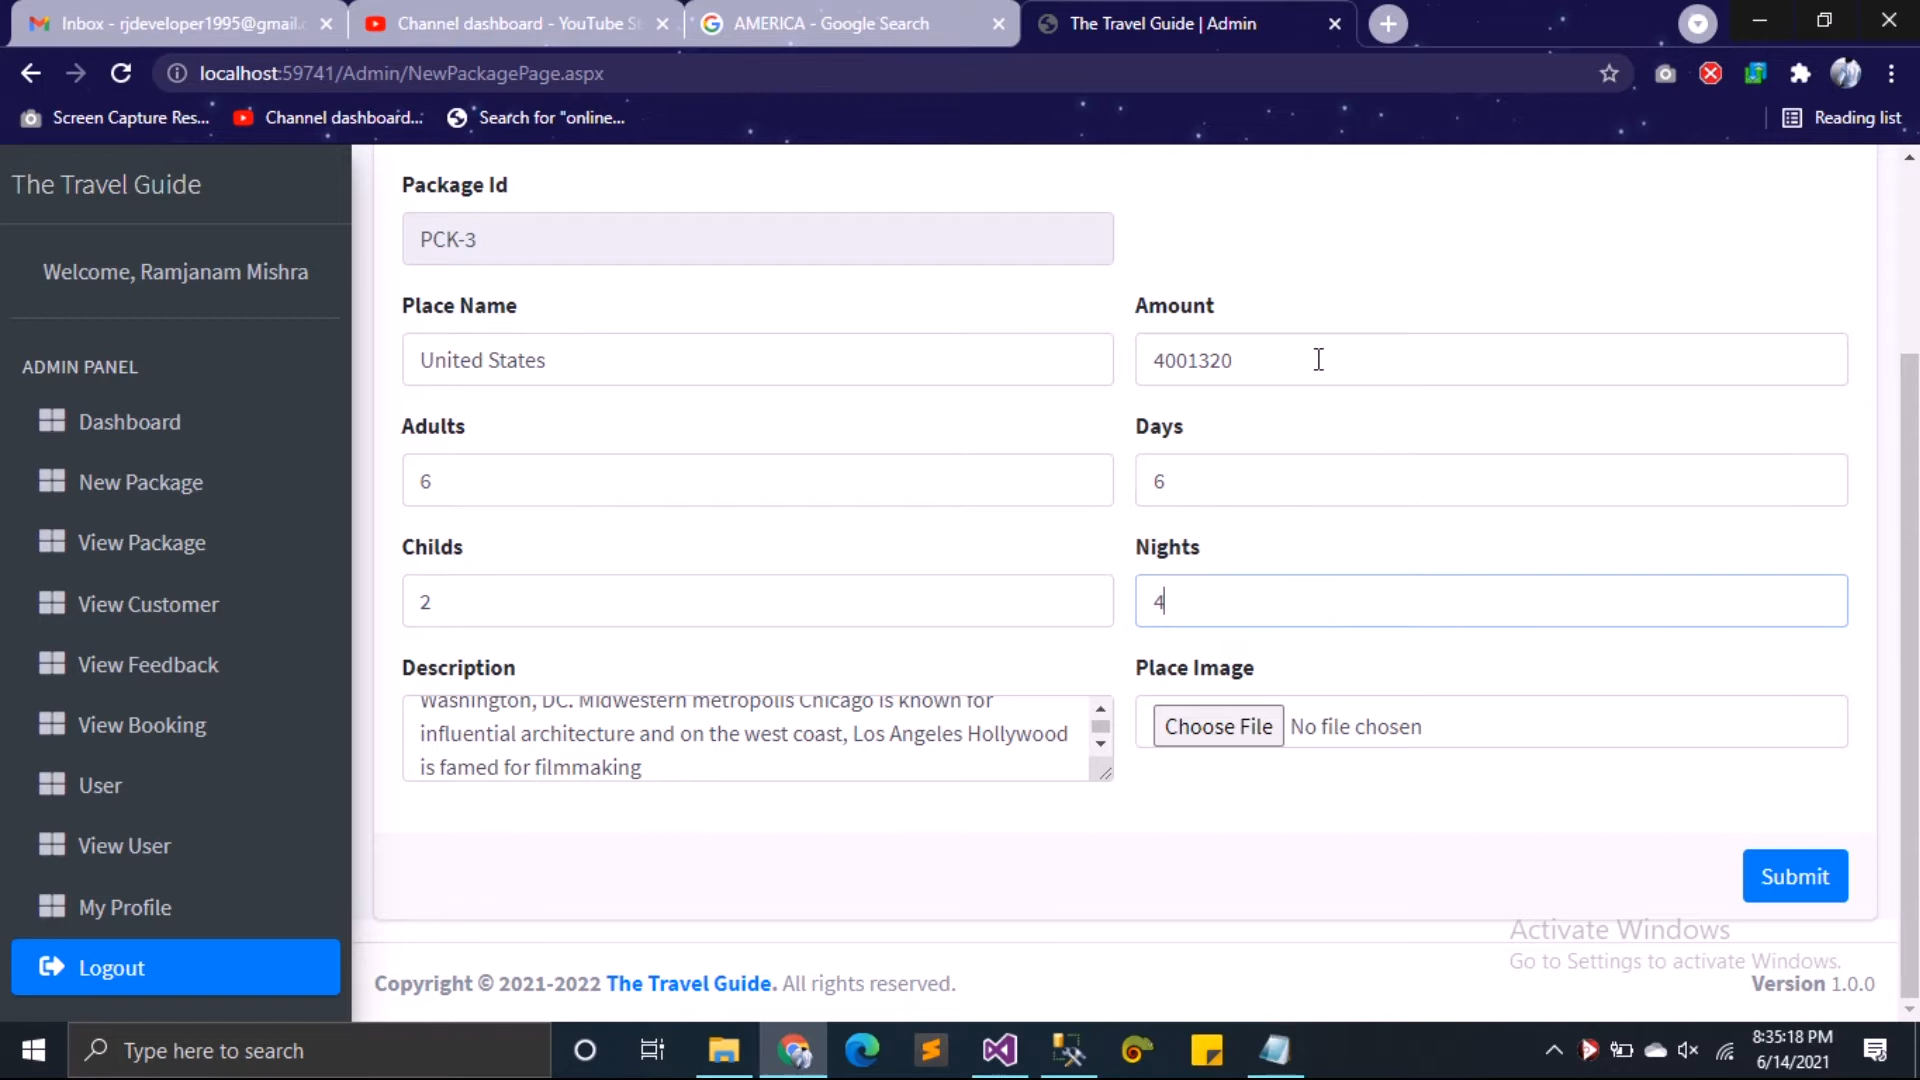 Inbox - rjdeveloper1995@gmail.
Channel dashboard - YouTube St
AMERICA - Google Search
The Travel Guide | Admin
localhost:59741/Admin/NewPackagePage.aspx
Screen Capture Res...
Channel dashboard...
Search for "online...
Reading list
The Travel Guide
Welcome, Ramjanam Mishra
ADMIN PANEL
Dashboard
New Package
View Package
View Customer
View Feedback
View Booking
User
View User
My Profile
Logout
Package Id
PCK-3
Place Name
Amount
United States
4001320
Adults
Days
6
6
Childs
Nights
2
4
Description
Place Image
Washington, DC. Midwestern metropolis Chicago is known for
influential architecture and on the west coast, Los Angeles Hollywood
is famed for filmmaking
Choose File No file chosen
Submit
Activate Windows
Go to Settings to activate Windows.
Copyright © 2021-2022 The Travel Guide. All rights reserved.
Version 1.0.0
Type here to search
8:35:18 PM
6/14/2021